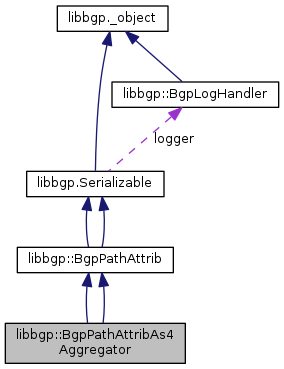 libbgp._object
libbgp::BgpLogHandler
logger
libbgp.Serializable
libbgp::BgpPathAttrib
libbgp::BgpPathAttribAs4
Aggregator